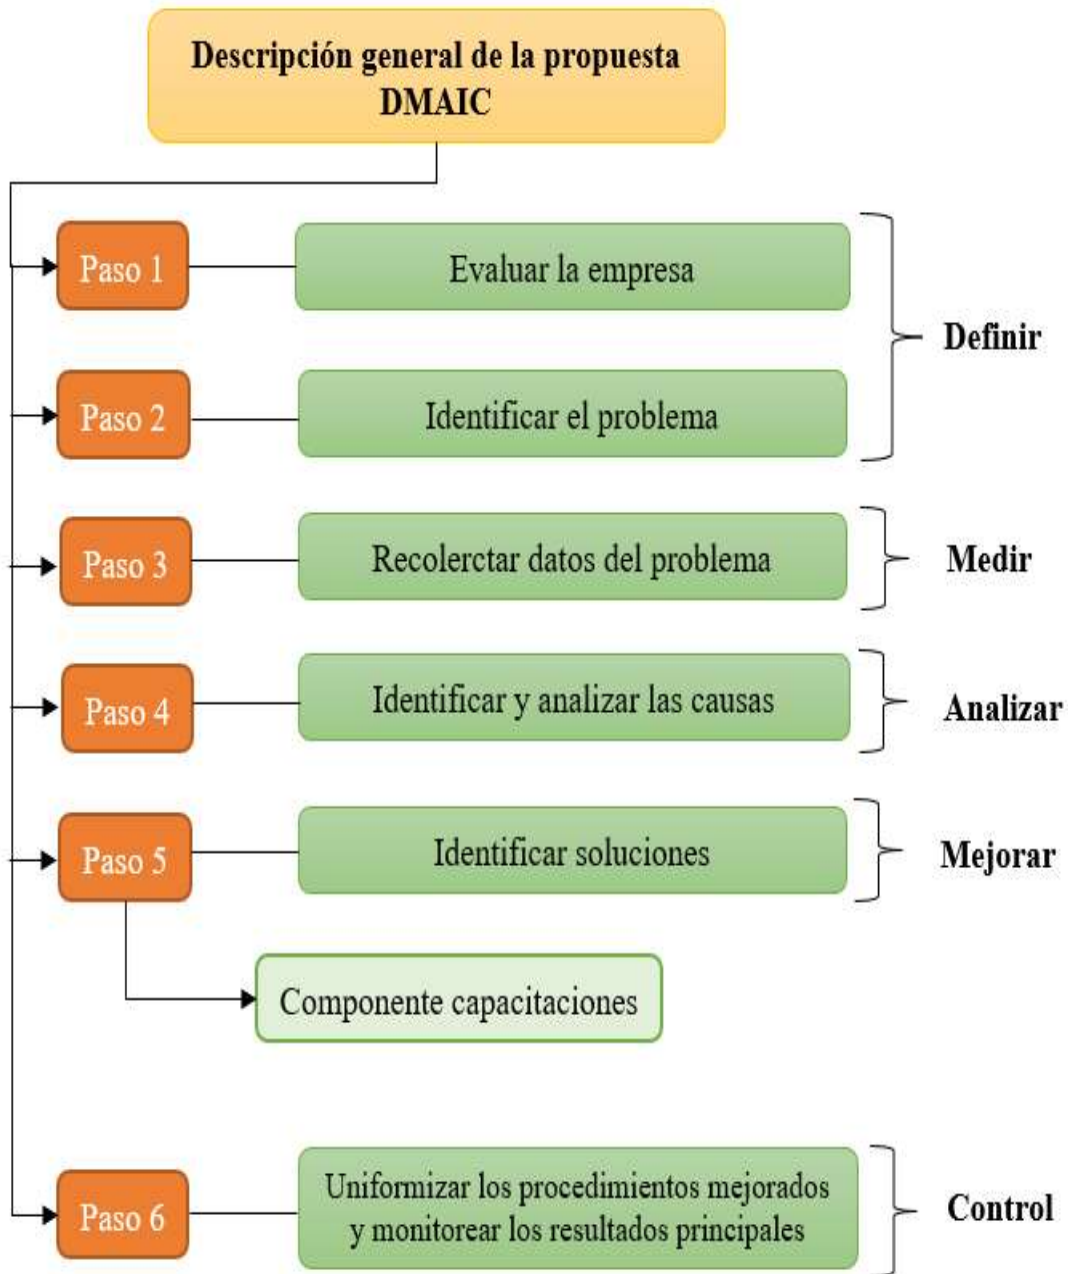 Descripción general de la propuesta
DMAIC
Paso 1
Evaluar la empresa
Definir
Paso 2
Identificar el problema
Paso 3
Recolerctar datos del problema
Medir
Paso 4
Identificar y analizar las causas
Analizar
Paso 5
Identificar soluciones
Mejorar
Componente capacitaciones
Paso 6
Uniformizar los procedimientos mejorados
y monitorear los resultados principales
Control